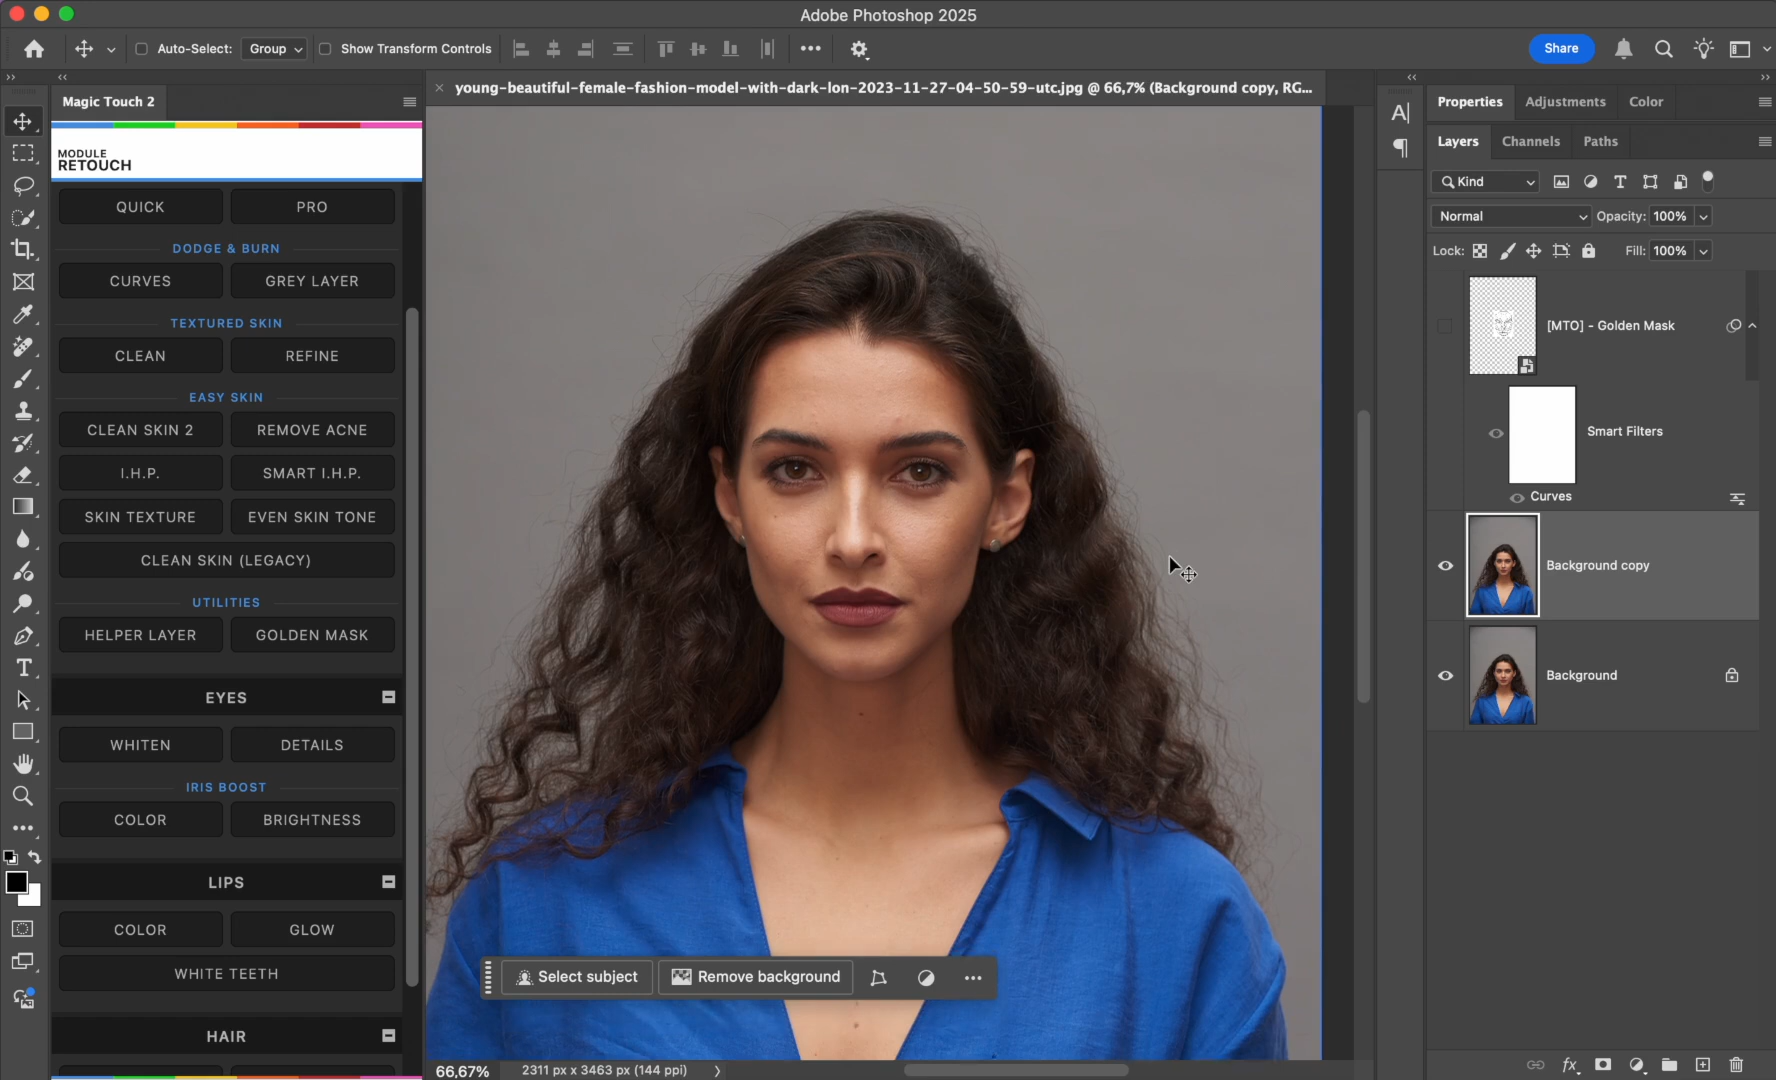 Adobe Photoshop 2025
Auto-Select: Group Show Transform Controls Share
Magic Touch 2
× young-beautiful-female-fashion-model-with-dark-lon-2023-11-27-04-50-59-utc.jpg @ 66,7% (Background copy, RG...
MODULE
RETOUCH
QUICK PRO
DODGE & BURN
CURVES GREY LAYER
TEXTURED SKIN
CLEAN REFINE
EASY SKIN
CLEAN SKIN 2 REMOVE ACNE
I.H.P. SMART I.H.P.
SKIN TEXTURE EVEN SKIN TONE
CLEAN SKIN (LEGACY)
UTILITIES
HELPER LAYER GOLDEN MASK
EYES
WHITEN DETAILS
IRIS BOOST
COLOR BRIGHTNESS
LIPS
COLOR GLOW
WHITE TEETH
HAIR
Select subject Remove background
66,67% 2311 px x 3463 px (144 ppi)
Properties Adjustments Color
Layers Channels Paths
Kind
Normal Opacity: 100%
Lock: Fill: 100%
[MTO] - Golden Mask
Smart Filters
Curves
Background copy
Background